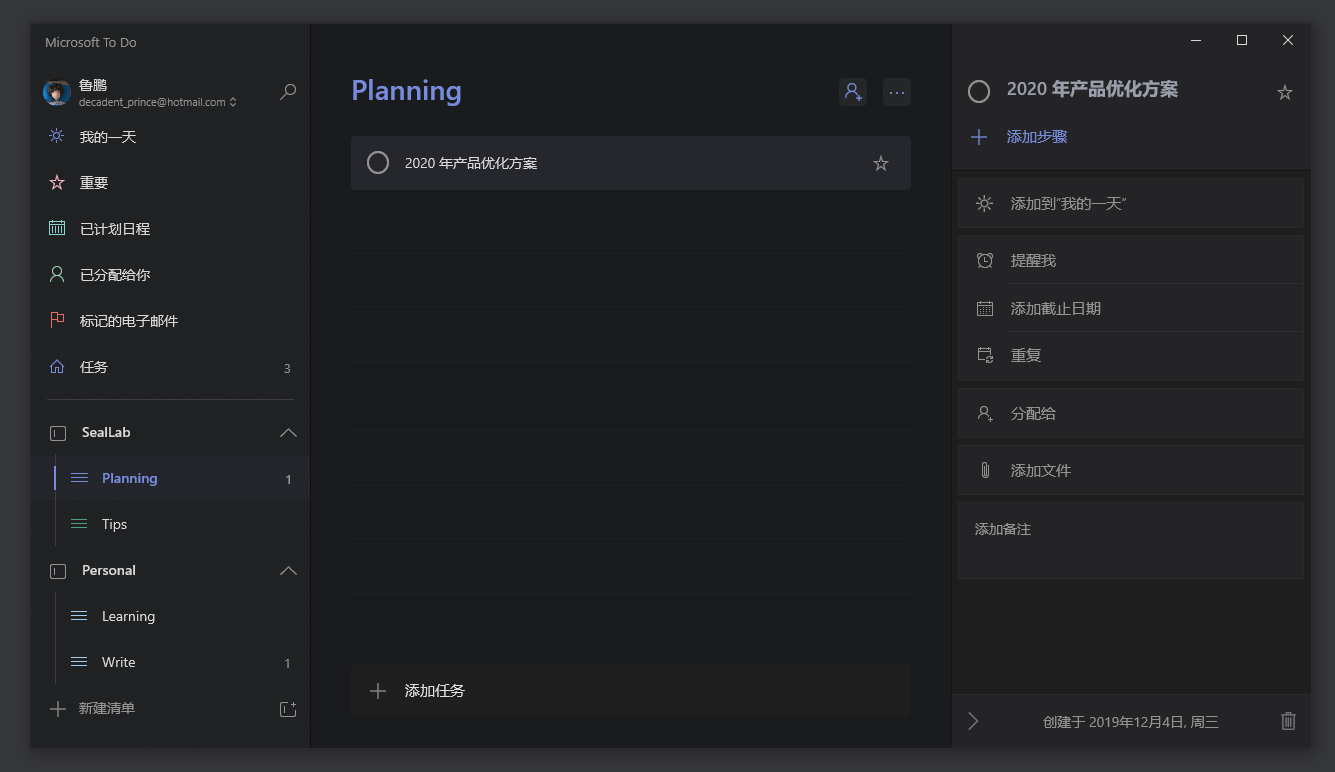 Microsoft To Do
鲁鹏
decadent_prince@hotmail.com
我的一天
重要
已计划日程
已分配给你
标记的电子邮件
任务 3
SealLab
Planning 1
Tips
Personal
Learning
Write 1
新建清单
Planning
2020 年产品优化方案
添加任务
2020 年产品优化方案
添加步骤
添加到"我的一天"
提醒我
添加截止日期
重复
分配给
添加文件
添加备注
创建于 2019年12月4日, 周三